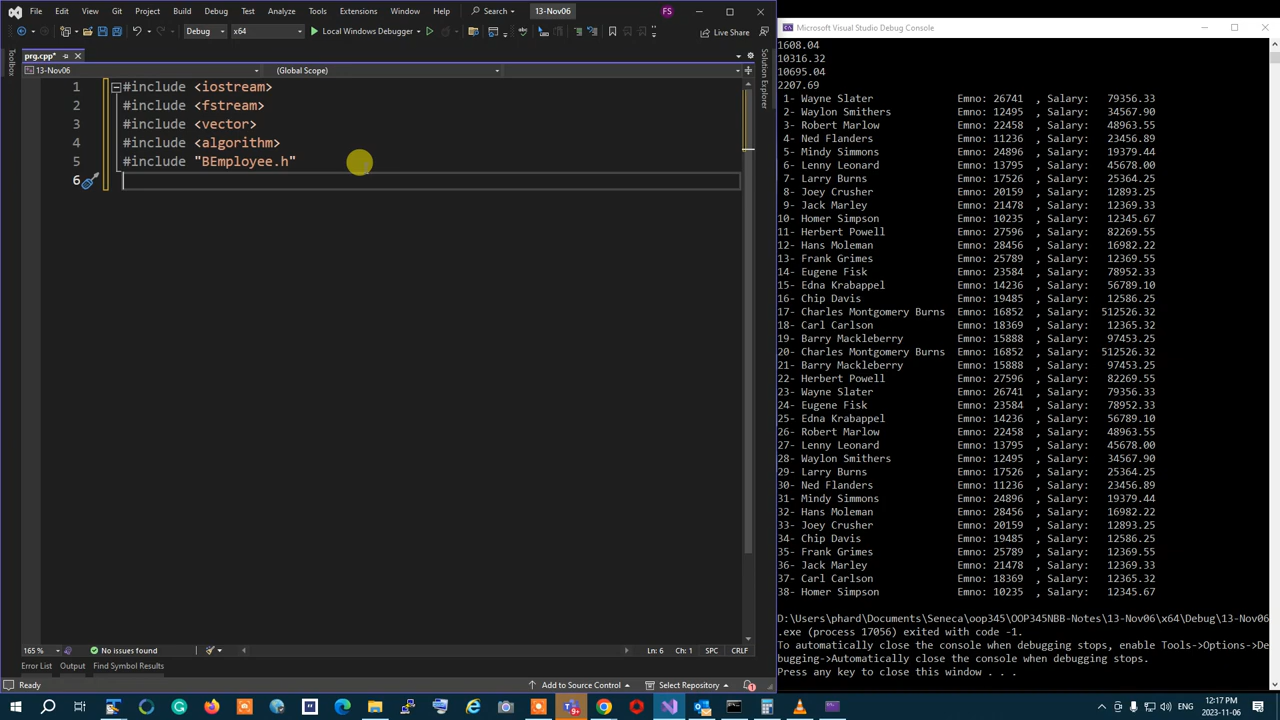 File Edit View Git Project Build Debug Test Analyze Tools Extensions Window Help Search 13-Nov06 FS
x64 Local Windows Debugger Live Share
prg.cpp*
13-Nov06 (Global Scope)
Toolbox
Solution Explorer
1 #include <iostream>
2 #include <fstream>
3 #include <vector>
4 #include <algorithm
5 #include "BEmployee.h"
6
165 % No issues found Ln: 6 Ch: 1 SPC CRLF
Error List Output Find Symbol Results
Ready Add to Source Control Select Repository
Microsoft Visual Studio Debug Console
1608.04
10316.32
10695.04
2207.69
1- Wayne Slater Emno: 26741 , Salary: 79356.33
2- Waylon Smithers Emno: 12495 , Salary: 34567.90
3- Robert Marlow Emno: 22458 , Salary: 48963.55
4- Ned Flanders Emno: 11236 , Salary: 23456.89
5- Mindy Simmons Emno: 24896 , Salary: 19379.44
6- Lenny Leonard Emno: 13795 , Salary: 45678.00
7- Larry Burns Emno: 17526 , Salary: 25364.25
8- Joey Crusher Emno: 20159 , Salary: 12893.25
9- Jack Marley Emno: 21478 , Salary: 12369.33
10- Homer Simpson Emno: 10235 , Salary: 12345.67
11- Herbert Powell Emno: 27596 , Salary: 82269.55
12- Hans Moleman Emno: 28456 , Salary: 16982.22
13- Frank Grimes Emno: 25789 , Salary: 12369.55
14- Eugene Fisk Emno: 23584 , Salary: 78952.33
15- Edna Krabappel Emno: 14236 , Salary: 56789.10
16- Chip Davis Emno: 19485 , Salary: 12586.25
17- Charles Montgomery Burns Emno: 16852 , Salary: 512526.32
18- Carl Carlson Emno: 18369 , Salary: 12365.32
19- Barry Mackleberry Emno: 15888 , Salary: 97453.25
20- Charles Montgomery Burns Emno: 16852 , Salary: 512526.32
21- Barry Mackleberry Emno: 15888 , Salary: 97453.25
22- Herbert Powell Emno: 27596 , Salary: 82269.55
23- Wayne Slater Emno: 26741 , Salary: 79356.33
24- Eugene Fisk Emno: 23584 , Salary: 78952.33
25- Edna Krabappel Emno: 14236 , Salary: 56789.10
26- Robert Marlow Emno: 22458 , Salary: 48963.55
27- Lenny Leonard Emno: 13795 , Salary: 45678.00
28- Waylon Smithers Emno: 12495 , Salary: 34567.90
29- Larry Burns Emno: 17526 , Salary: 25364.25
30- Ned Flanders Emno: 11236 , Salary: 23456.89
31- Mindy Simmons Emno: 24896 , Salary: 19379.44
32- Hans Moleman Emno: 28456 , Salary: 16982.22
33- Joey Crusher Emno: 20159 , Salary: 12893.25
34- Chip Davis Emno: 19485 , Salary: 12586.25
35- Frank Grimes Emno: 25789 , Salary: 12369.55
36- Jack Marley Emno: 21478 , Salary: 12369.33
37- Carl Carlson Emno: 18369 , Salary: 12365.32
38- Homer Simpson Emno: 10235 , Salary: 12345.67
D:\Users\phard\Documents\Seneca\oop345\OOP345NBB-Notes\13-Nov06\x64\Debug\13-Nov06
.exe (process 17056) exited with code -1.
To automatically close the console when debugging stops, enable Tools->Options->De
bugging->Automatically close the console when debugging stops.
Press any key to close this window . . .
ENG 12:17 PM
2023-11-06